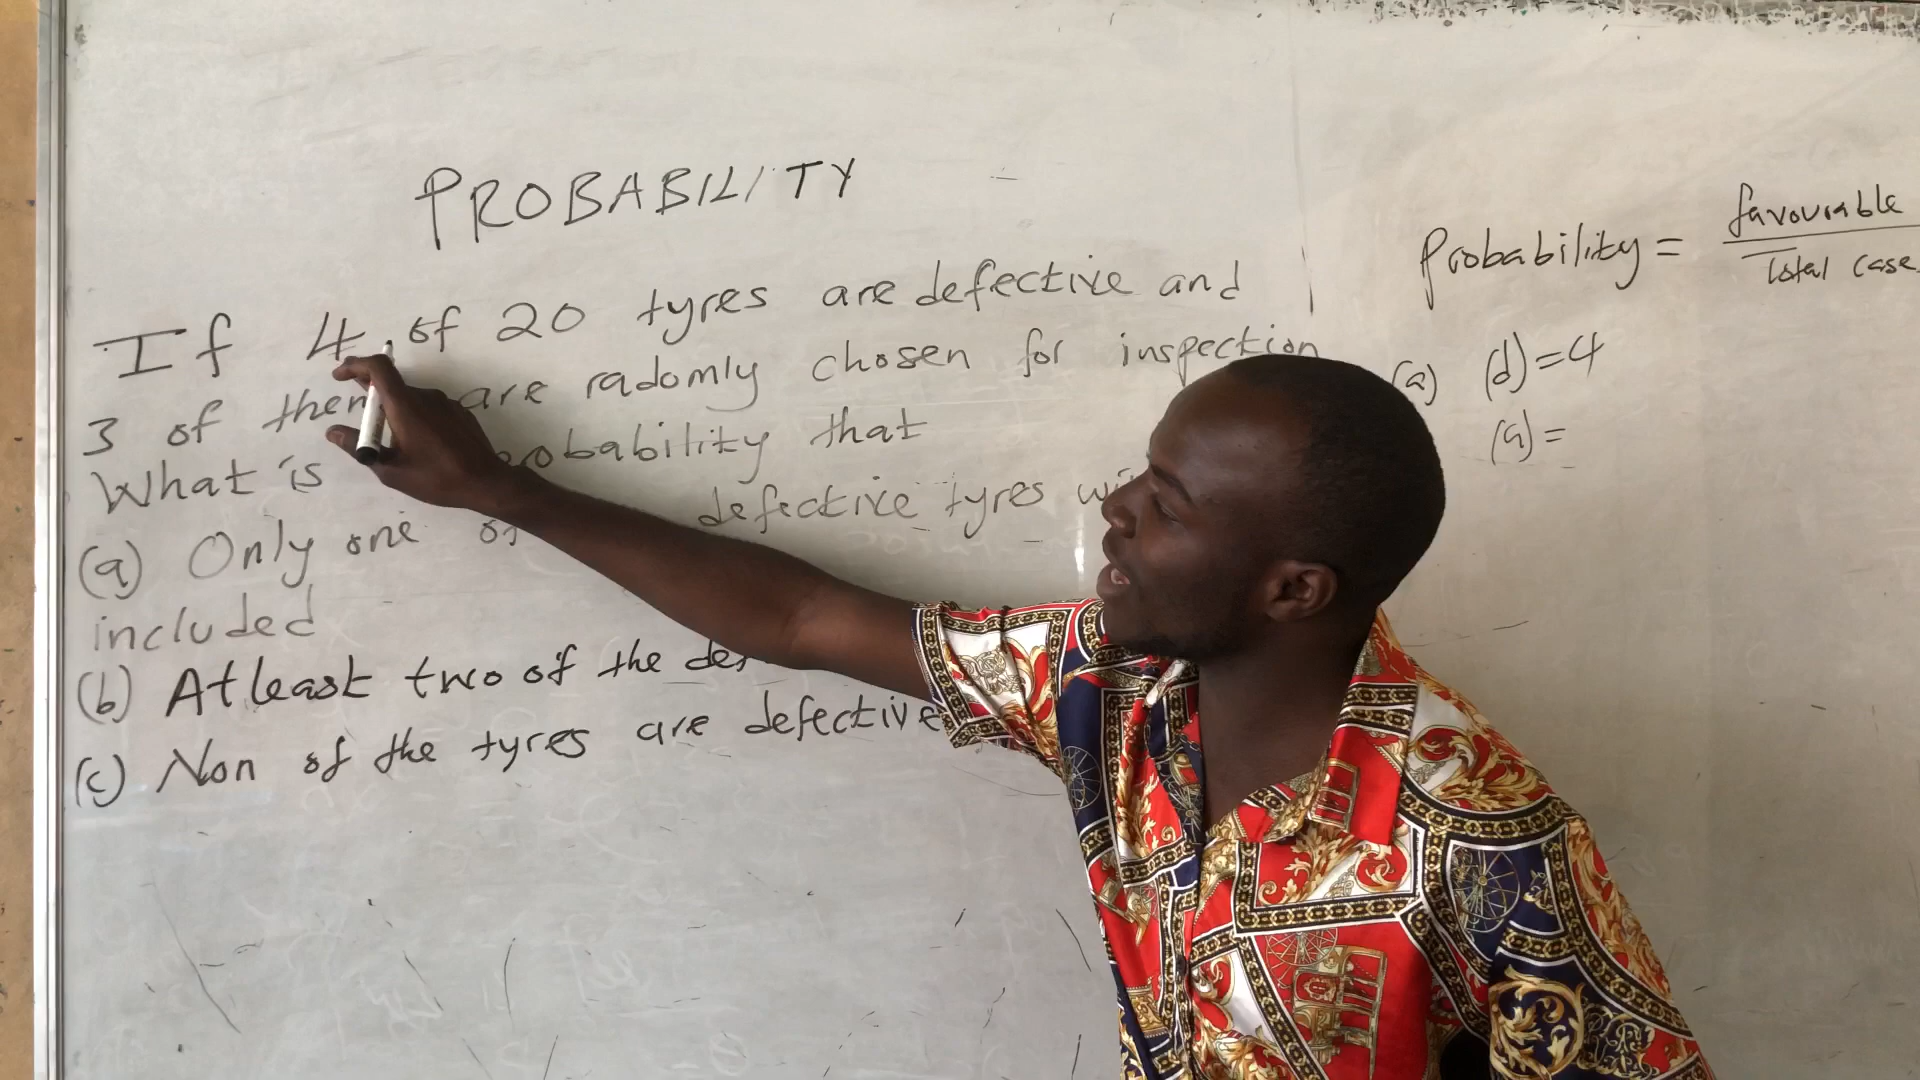 PROBABILITY
If 4 of 20 tyres are defective and
3 of them are radomly chosen for inspection
What is probability that
(a) Only one of defective tyres
included
(b) Atleast two of the
(c) Non of the tyres are defective
Probability = favourable
Total case
(a) (d) = 4
(a) =